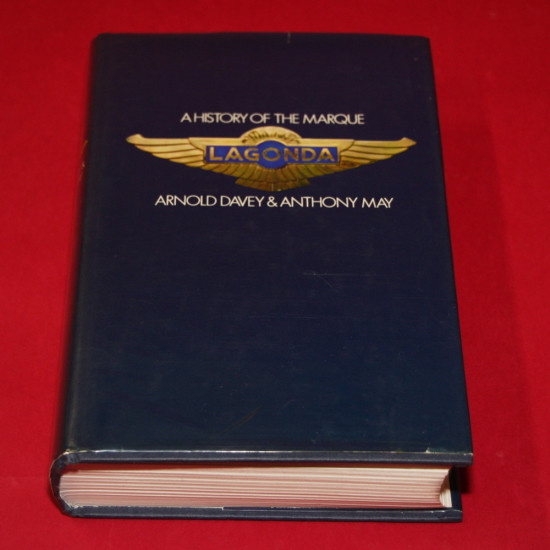 A HISTORY OF THE MARQUE
LAGONDA
ARNOLD DAVEY & ANTHONY MAY